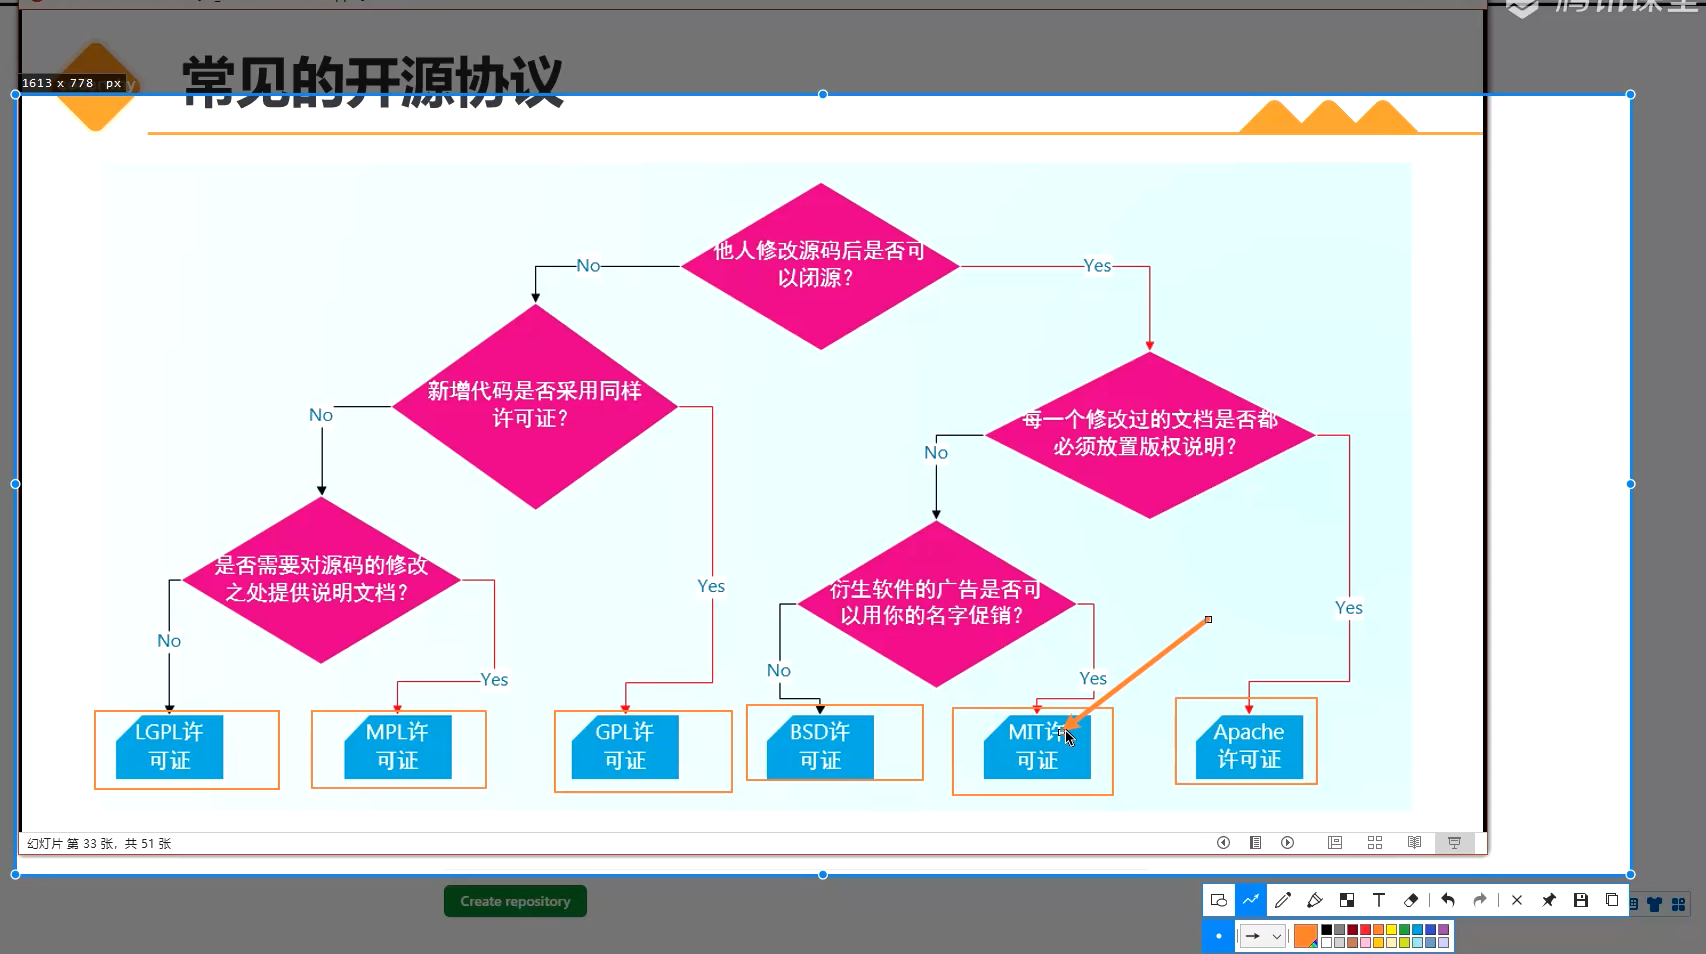 腾讯课堂
常见的开源协议
1613 x 778 px
他人修改源码后是否可
以闭源？
No
Yes
新增代码是否采用同样
许可证？
No
Yes
每一个修改过的文档是否都
必须放置版权说明？
No
Yes
是否需要对源码的修改
之处提供说明文档？
No
Yes
衍生软件的广告是否可
以用你的名字促销？
No
Yes
LGPL许
可证
MPL许
可证
GPL许
可证
BSD许
可证
MIT许
可证
Apache
许可证
幻灯片 第 33 张，共 51 张
Create repository